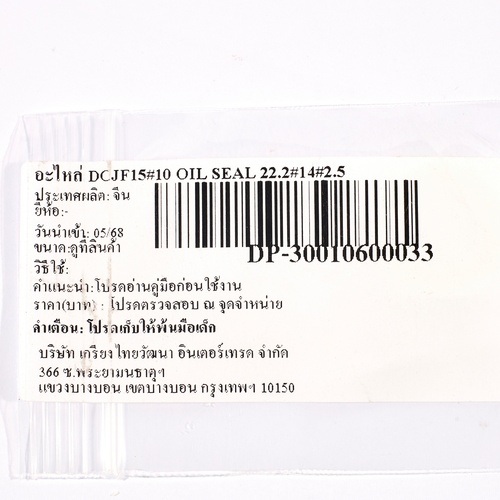 อะไหล่ DCJF15#10 OIL SEAL 22.2#14#2.5
ประเทศผลิต: จีน
ยี่ห้อ:-
วันนำเข้า: 05/68
ขนาด:ดูที่สินค้า
DP-30010600033
วิธีใช้:
คำแนะนำ:โปรดอ่านคู่มือก่อนใช้งาน
ราคา(บาท) : โปรดตรวจสอบ ณ จุดจำหน่าย
คำเตือน: โปรดเก็บให้พ้นมือเด็ก
บริษัท เกรียงไทยวัฒนา อินเตอร์เทรด จำกัด
366 ซ.พระยามนธาตุฯ
แขวงบางบอน เขตบางบอน กรุงเทพฯ 10150